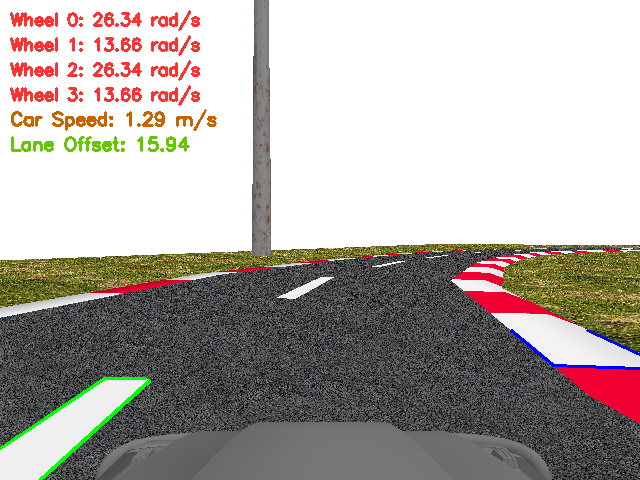 Wheel 0: 26.34 rad/s
Wheel 1: 13.66 rad/s
Wheel 2: 26.34 rad/s
Wheel 3: 13.66 rad/s
Car Speed: 1.29 m/s
Lane Offset: 15.94